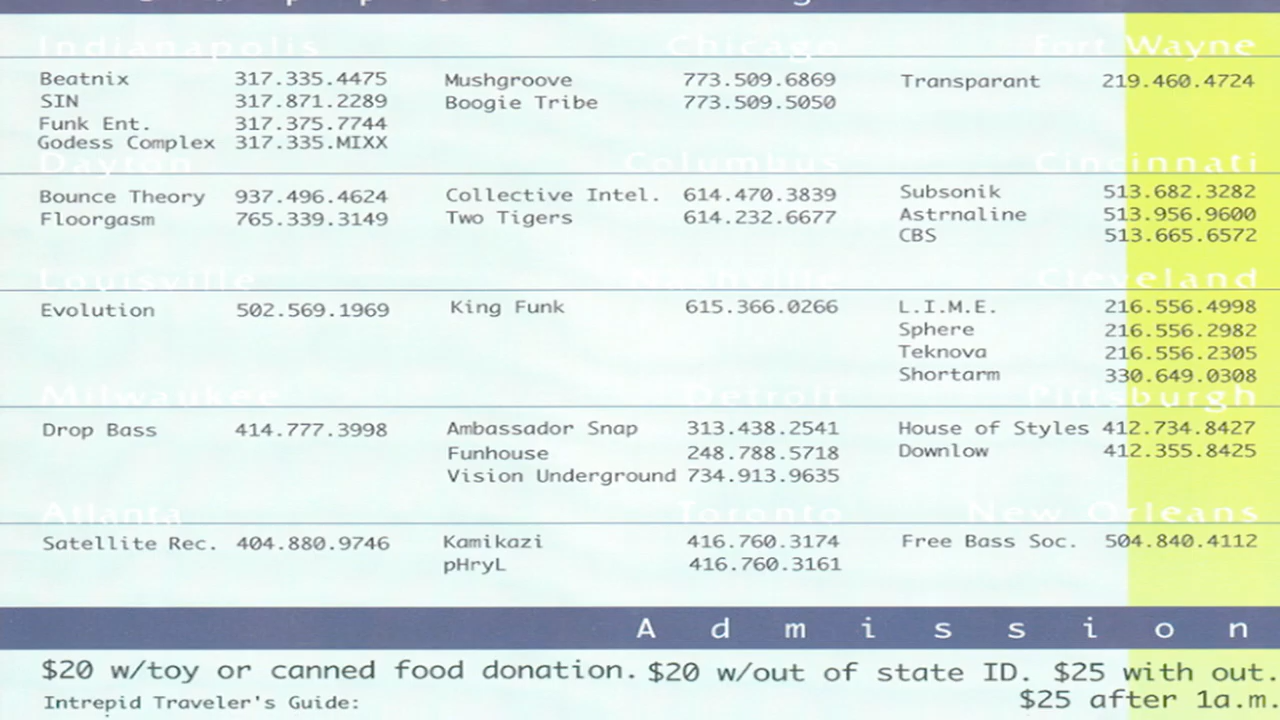 Indianapolis Chicago Fort Wayne
Beatnix 317.335.4475 Mushgroove 773.509.6869 Transparant 219.460.4724
SIN 317.871.2289 Boogie Tribe 773.509.5050
Funk Ent. 317.375.7744
Godess Complex 317.335.MIXX
Dayton Columbus Cincinnati
Bounce Theory 937.496.4624 Collective Intel. 614.470.3839 Subsonik 513.682.3282
Floorgasm 765.339.3149 Two Tigers 614.232.6677 Astrnaline 513.956.9600
CBS 513.665.6572
Louisville Nashville Cleveland
Evolution 502.569.1969 King Funk 615.366.0266 L.I.M.E. 216.556.4998
Sphere 216.556.2982
Teknova 216.556.2305
Shortarm 330.649.0308
Milwaukee Detroit Pittsburgh
Drop Bass 414.777.3998 Ambassador Snap 313.438.2541 House of Styles 412.734.8427
Funhouse 248.788.5718 Downlow 412.355.8425
Vision Underground 734.913.9635
Atlanta Toronto New Orleans
Satellite Rec. 404.880.9746 Kamikazi 416.760.3174 Free Bass Soc. 504.840.4112
pHryL 416.760.3161
Admission
$20 w/toy or canned food donation. $20 w/out of state ID. $25 with out.
Intrepid Traveler's Guide: $25 after 1a.m.